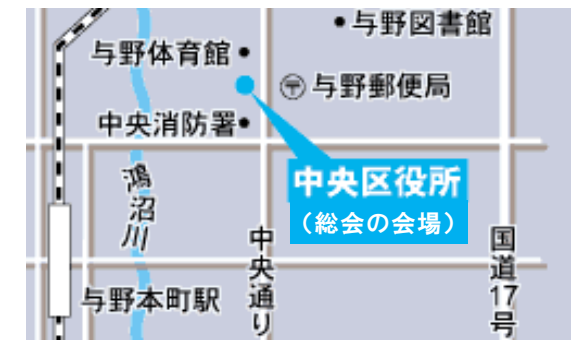 与野図書館
与野体育館
〒与野郵便局
中央消防署
中央区役所
（総会の会場）
鴻沼川
中央通り
国道17号
与野本町駅